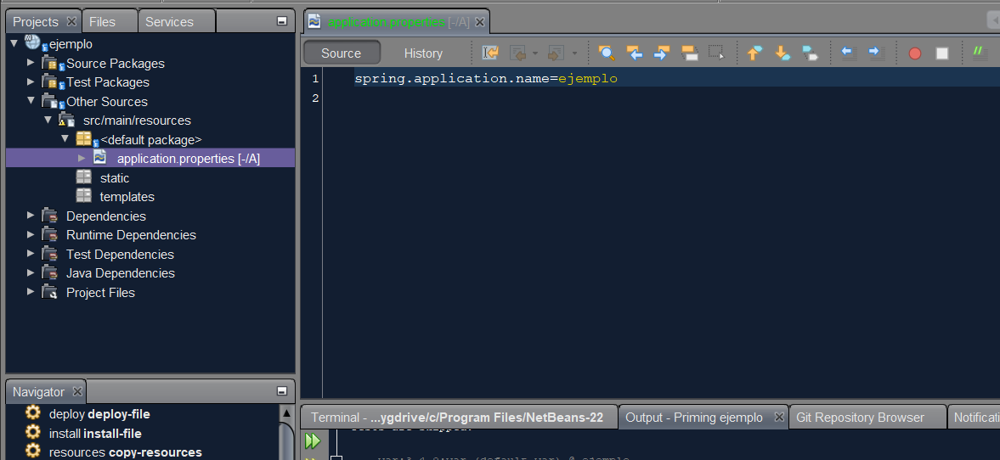 Projects Files Services
ejemplo
Source Packages
Test Packages
Other Sources
src/main/resources
<default package>
application.properties [-/A]
static
templates
Dependencies
Runtime Dependencies
Test Dependencies
Java Dependencies
Project Files
Navigator
deploy deploy-file
install install-file
resources copy-resources
application.properties [-/A]
Source History
1 spring.application.name=ejemplo
2
Terminal - ...ygdrive/c/Program Files/NetBeans-22 Output - Priming ejemplo Git Repository Browser Notificati